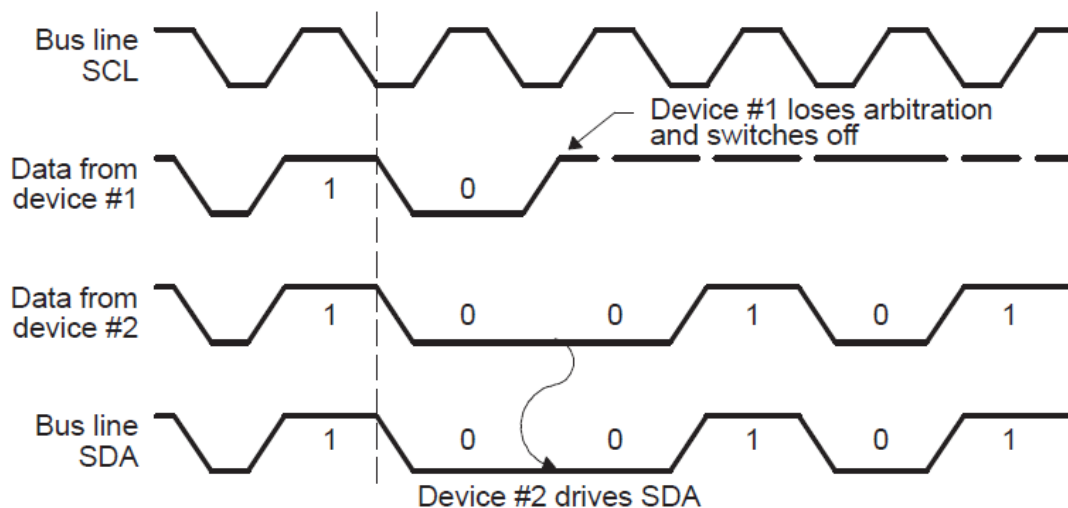 Bus line
SCL
Device #1 loses arbitration
and switches off
Data from
device #1
1 0
Data from
device #2
1 0 0 1 0 1
Bus line
SDA
1 0 0 1 0 1
Device #2 drives SDA